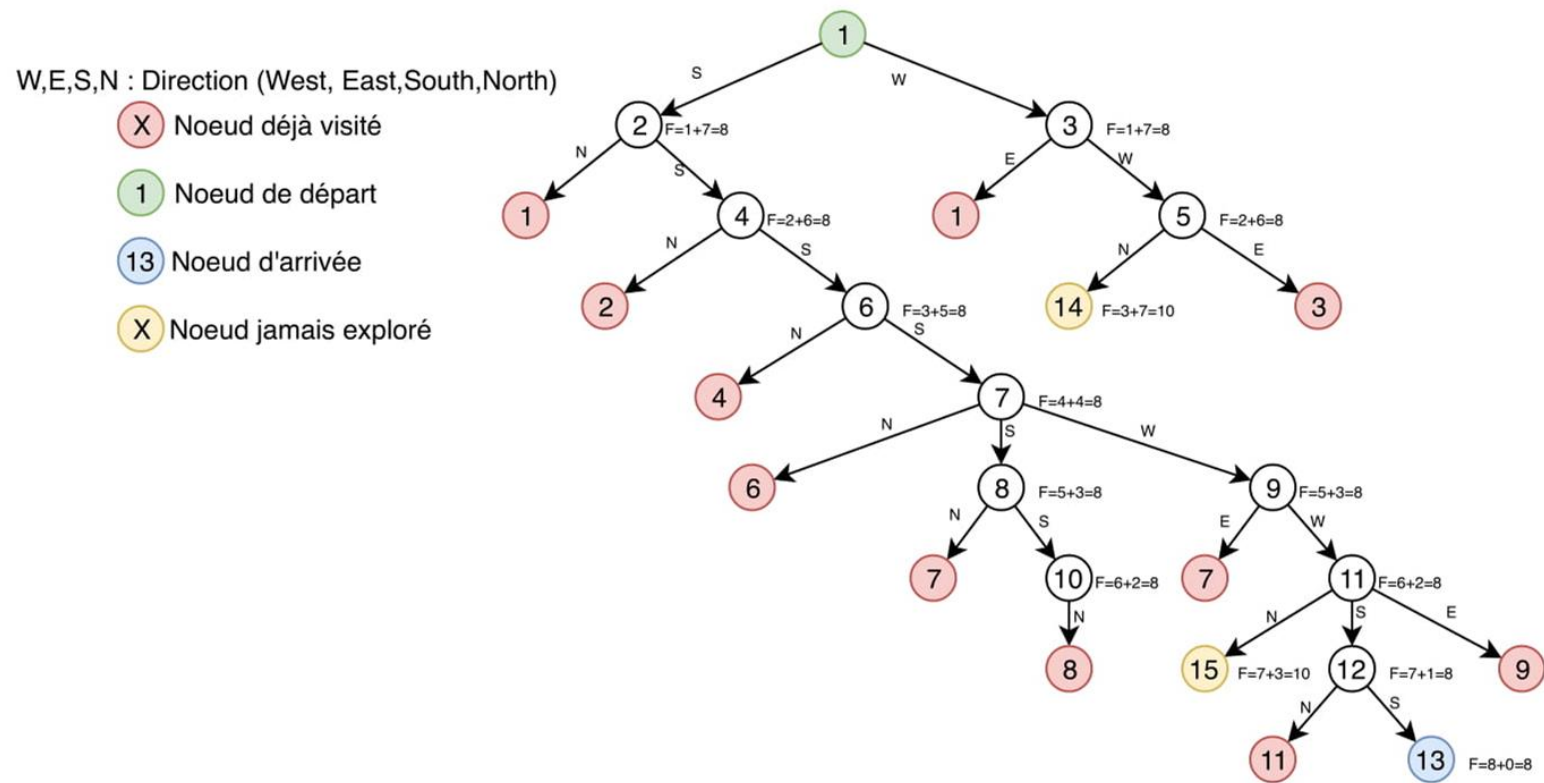 1
S
W
W,E,S,N : Direction (West, East,South,North)
X Noeud déjà visité
2 F=1+7=8
3 F=1+7=8
N
S
E
W
1 Noeud de départ
1
4 F=2+6=8
1
5 F=2+6=8
N
S
N
E
13 Noeud d'arrivée
2
6 F=3+5=8
14 F=3+7=10
3
X Noeud jamais exploré
N
S
4
7 F=4+4=8
N
S
W
6
8 F=5+3=8
9 F=5+3=8
N
S
E
W
7
10 F=6+2=8
7
11 F=6+2=8
N
N
S
E
8
15 F=7+3=10
12 F=7+1=8
9
N
S
11
13 F=8+0=8